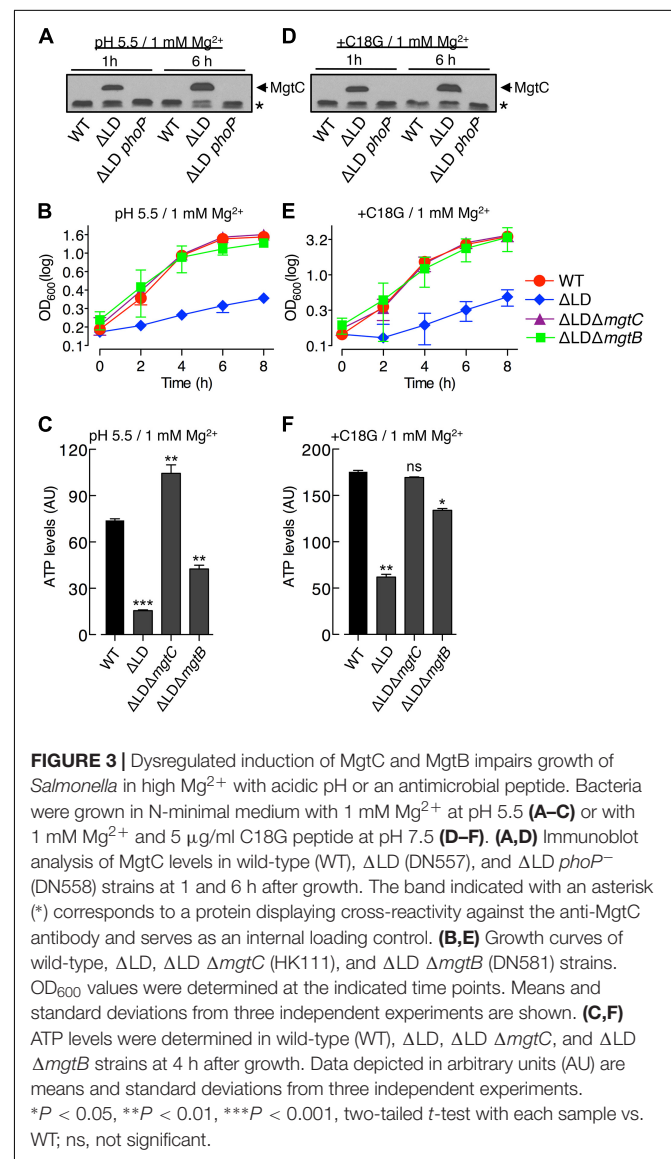 A
pH 5.5 / 1 mM Mg²⁺
1h 6 h
MgtC
*
WT ΔLD ΔLD phoP WT ΔLD ΔLD phoP
D
+C18G / 1 mM Mg²⁺
1h 6 h
MgtC
*
WT ΔLD ΔLD phoP WT ΔLD ΔLD phoP
B
pH 5.5 / 1 mM Mg²⁺
OD₆₀₀(log)
1.6
1.0
0.6
0.4
0.3
0.2
0.1
0 2 4 6 8
Time (h)
E
+C18G / 1 mM Mg²⁺
OD₆₀₀(log)
3.2
1.0
0.3
0.1
0 2 4 6 8
Time (h)
WT
ΔLD
ΔLDΔmgtC
ΔLDΔmgtB
C
pH 5.5 / 1 mM Mg²⁺
ATP levels (AU)
120
90
60
30
0
*** ** **
WT ΔLD ΔLDΔmgtC ΔLDΔmgtB
F
+C18G / 1 mM Mg²⁺
ATP levels (AU)
200
150
100
50
0
** ns *
WT ΔLD ΔLDΔmgtC ΔLDΔmgtB
FIGURE 3 | Dysregulated induction of MgtC and MgtB impairs growth of
Salmonella in high Mg²⁺ with acidic pH or an antimicrobial peptide. Bacteria
were grown in N-minimal medium with 1 mM Mg²⁺ at pH 5.5 (A–C) or with
1 mM Mg²⁺ and 5 μg/ml C18G peptide at pH 7.5 (D–F). (A,D) Immunoblot
analysis of MgtC levels in wild-type (WT), ΔLD (DN557), and ΔLD phoP⁻
(DN558) strains at 1 and 6 h after growth. The band indicated with an asterisk
(*) corresponds to a protein displaying cross-reactivity against the anti-MgtC
antibody and serves as an internal loading control. (B,E) Growth curves of
wild-type, ΔLD, ΔLD ΔmgtC (HK111), and ΔLD ΔmgtB (DN581) strains.
OD₆₀₀ values were determined at the indicated time points. Means and
standard deviations from three independent experiments are shown. (C,F)
ATP levels were determined in wild-type (WT), ΔLD, ΔLD ΔmgtC, and ΔLD
ΔmgtB strains at 4 h after growth. Data depicted in arbitrary units (AU) are
means and standard deviations from three independent experiments.
*P < 0.05, **P < 0.01, ***P < 0.001, two-tailed t-test with each sample vs.
WT; ns, not significant.